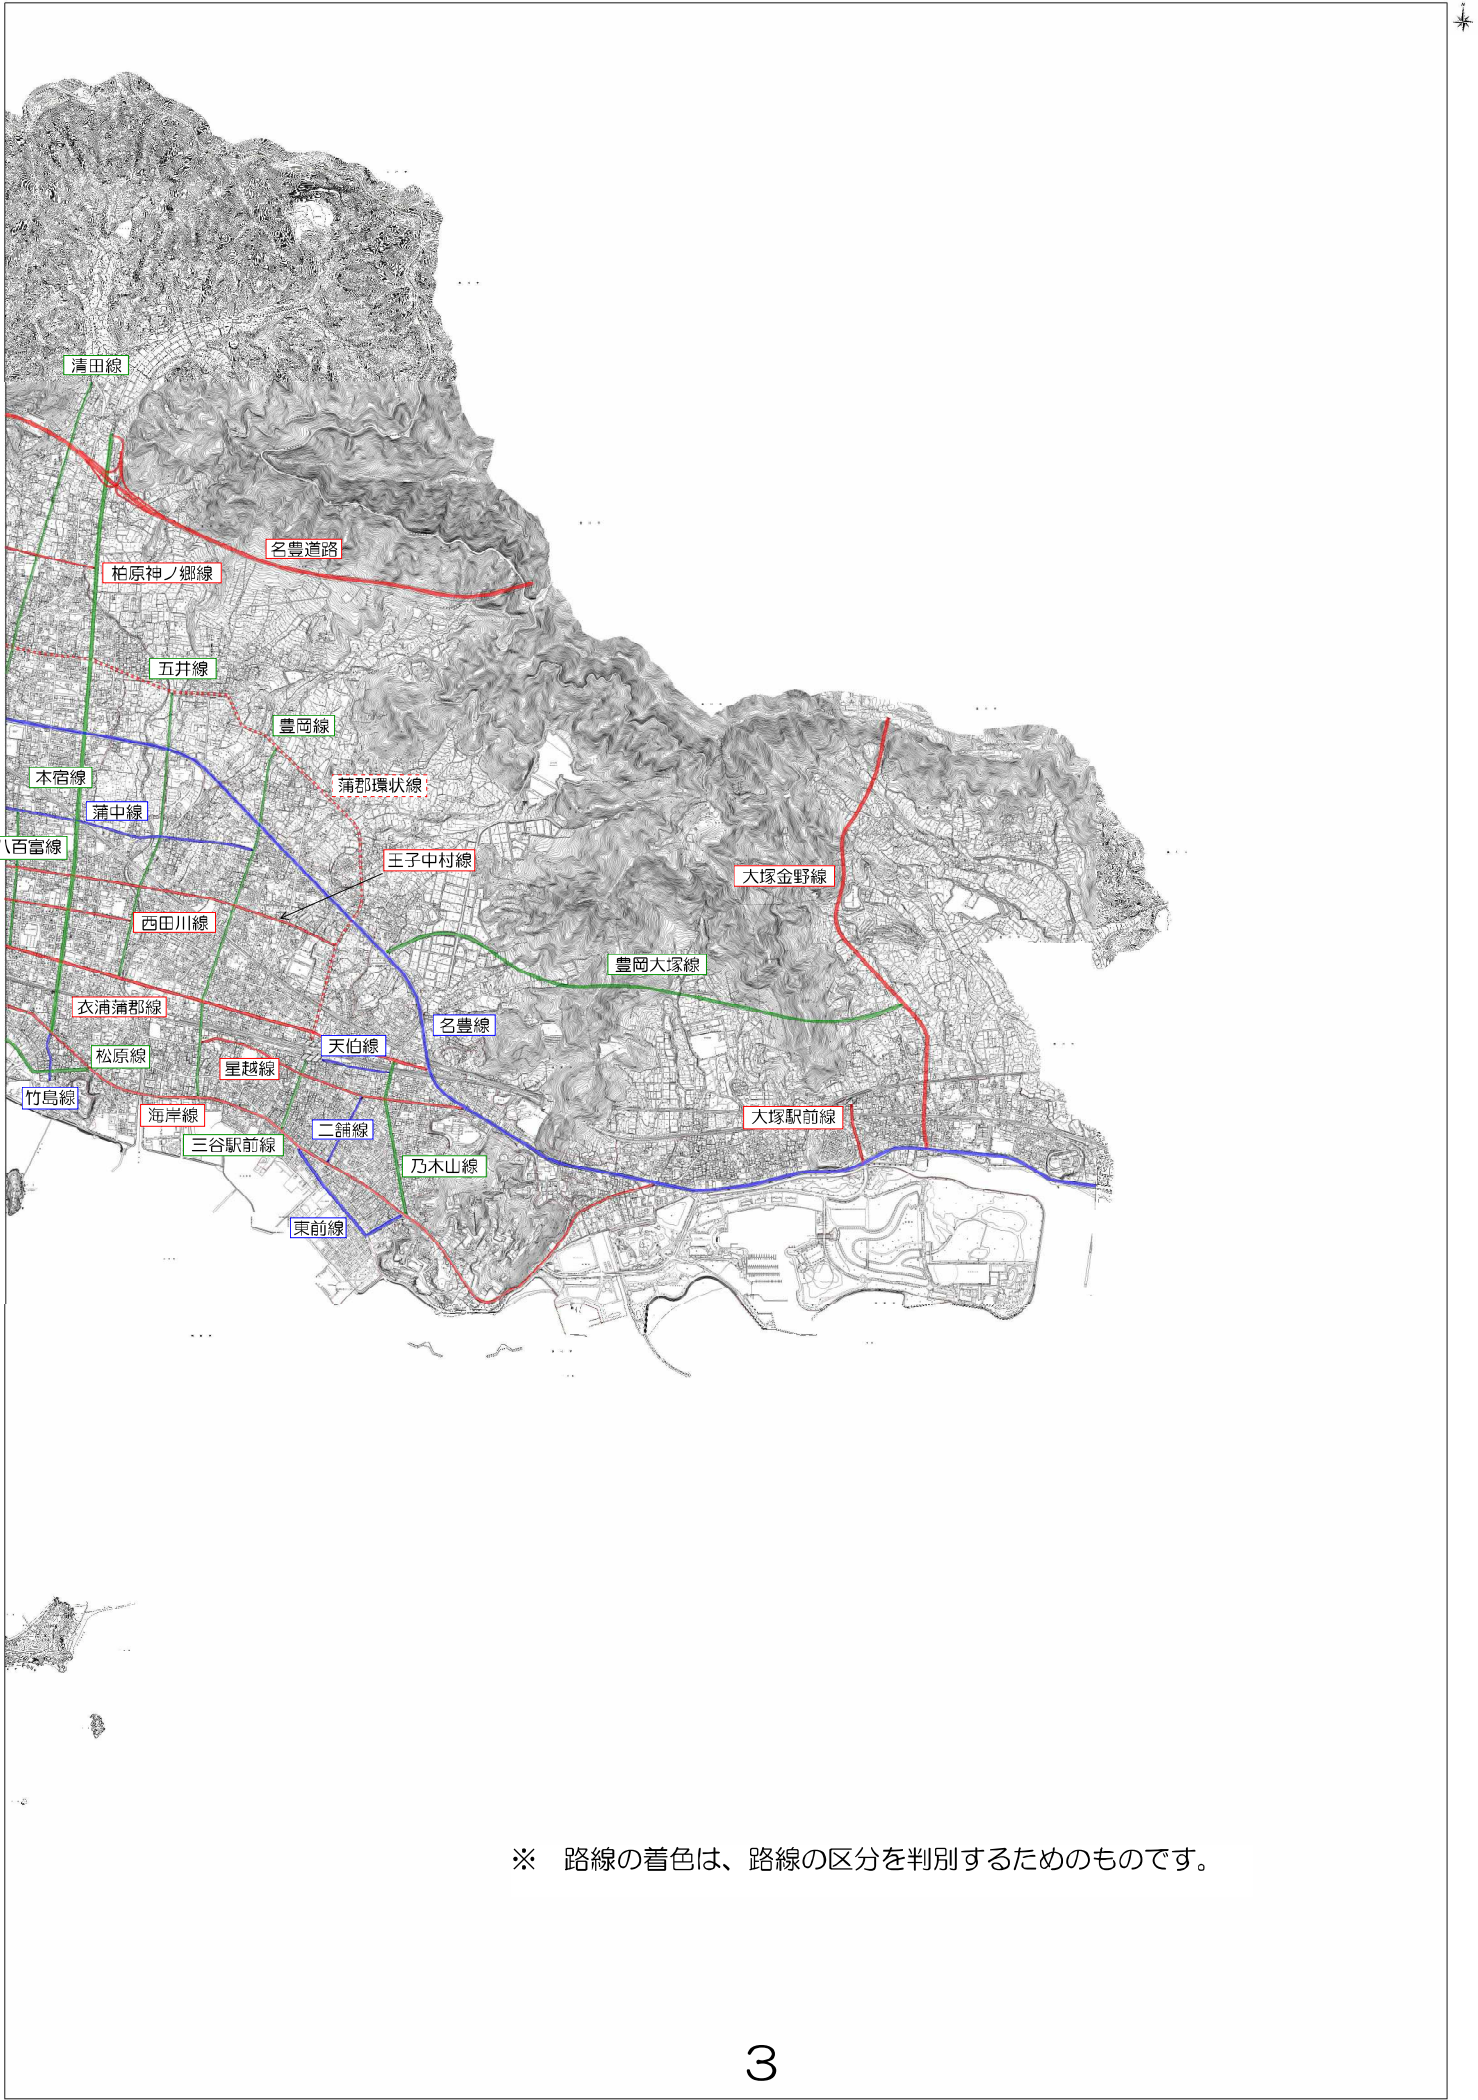 N
清田線
名豊道路
柏原神ノ郷線
五井線
豊岡線
本宿線
蒲郡環状線
蒲中線
八百富線
王子中村線
大塚金野線
西田川線
豊岡大塚線
衣浦蒲郡線
名豊線
天伯線
松原線
星越線
竹島線
海岸線
大塚駅前線
二舗線
三谷駅前線
乃木山線
東前線
※　路線の着色は、路線の区分を判別するためのものです。
3